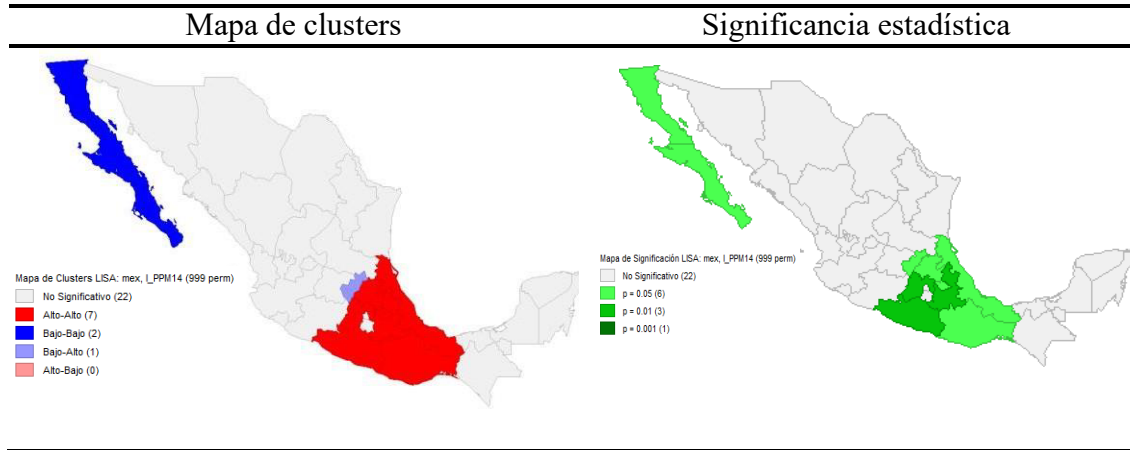 Mapa de clusters
Significancia estadística
Mapa de Clusters LISA: mex, I_PPM14 (999 perm)
No Significativo (22)
Alto-Alto (7)
Bajo-Bajo (2)
Bajo-Alto (1)
Alto-Bajo (0)
Mapa de Significación LISA: mex, I_PPM14 (999 perm)
No Significativo (22)
p = 0.05 (6)
p = 0.01 (3)
p = 0.001 (1)